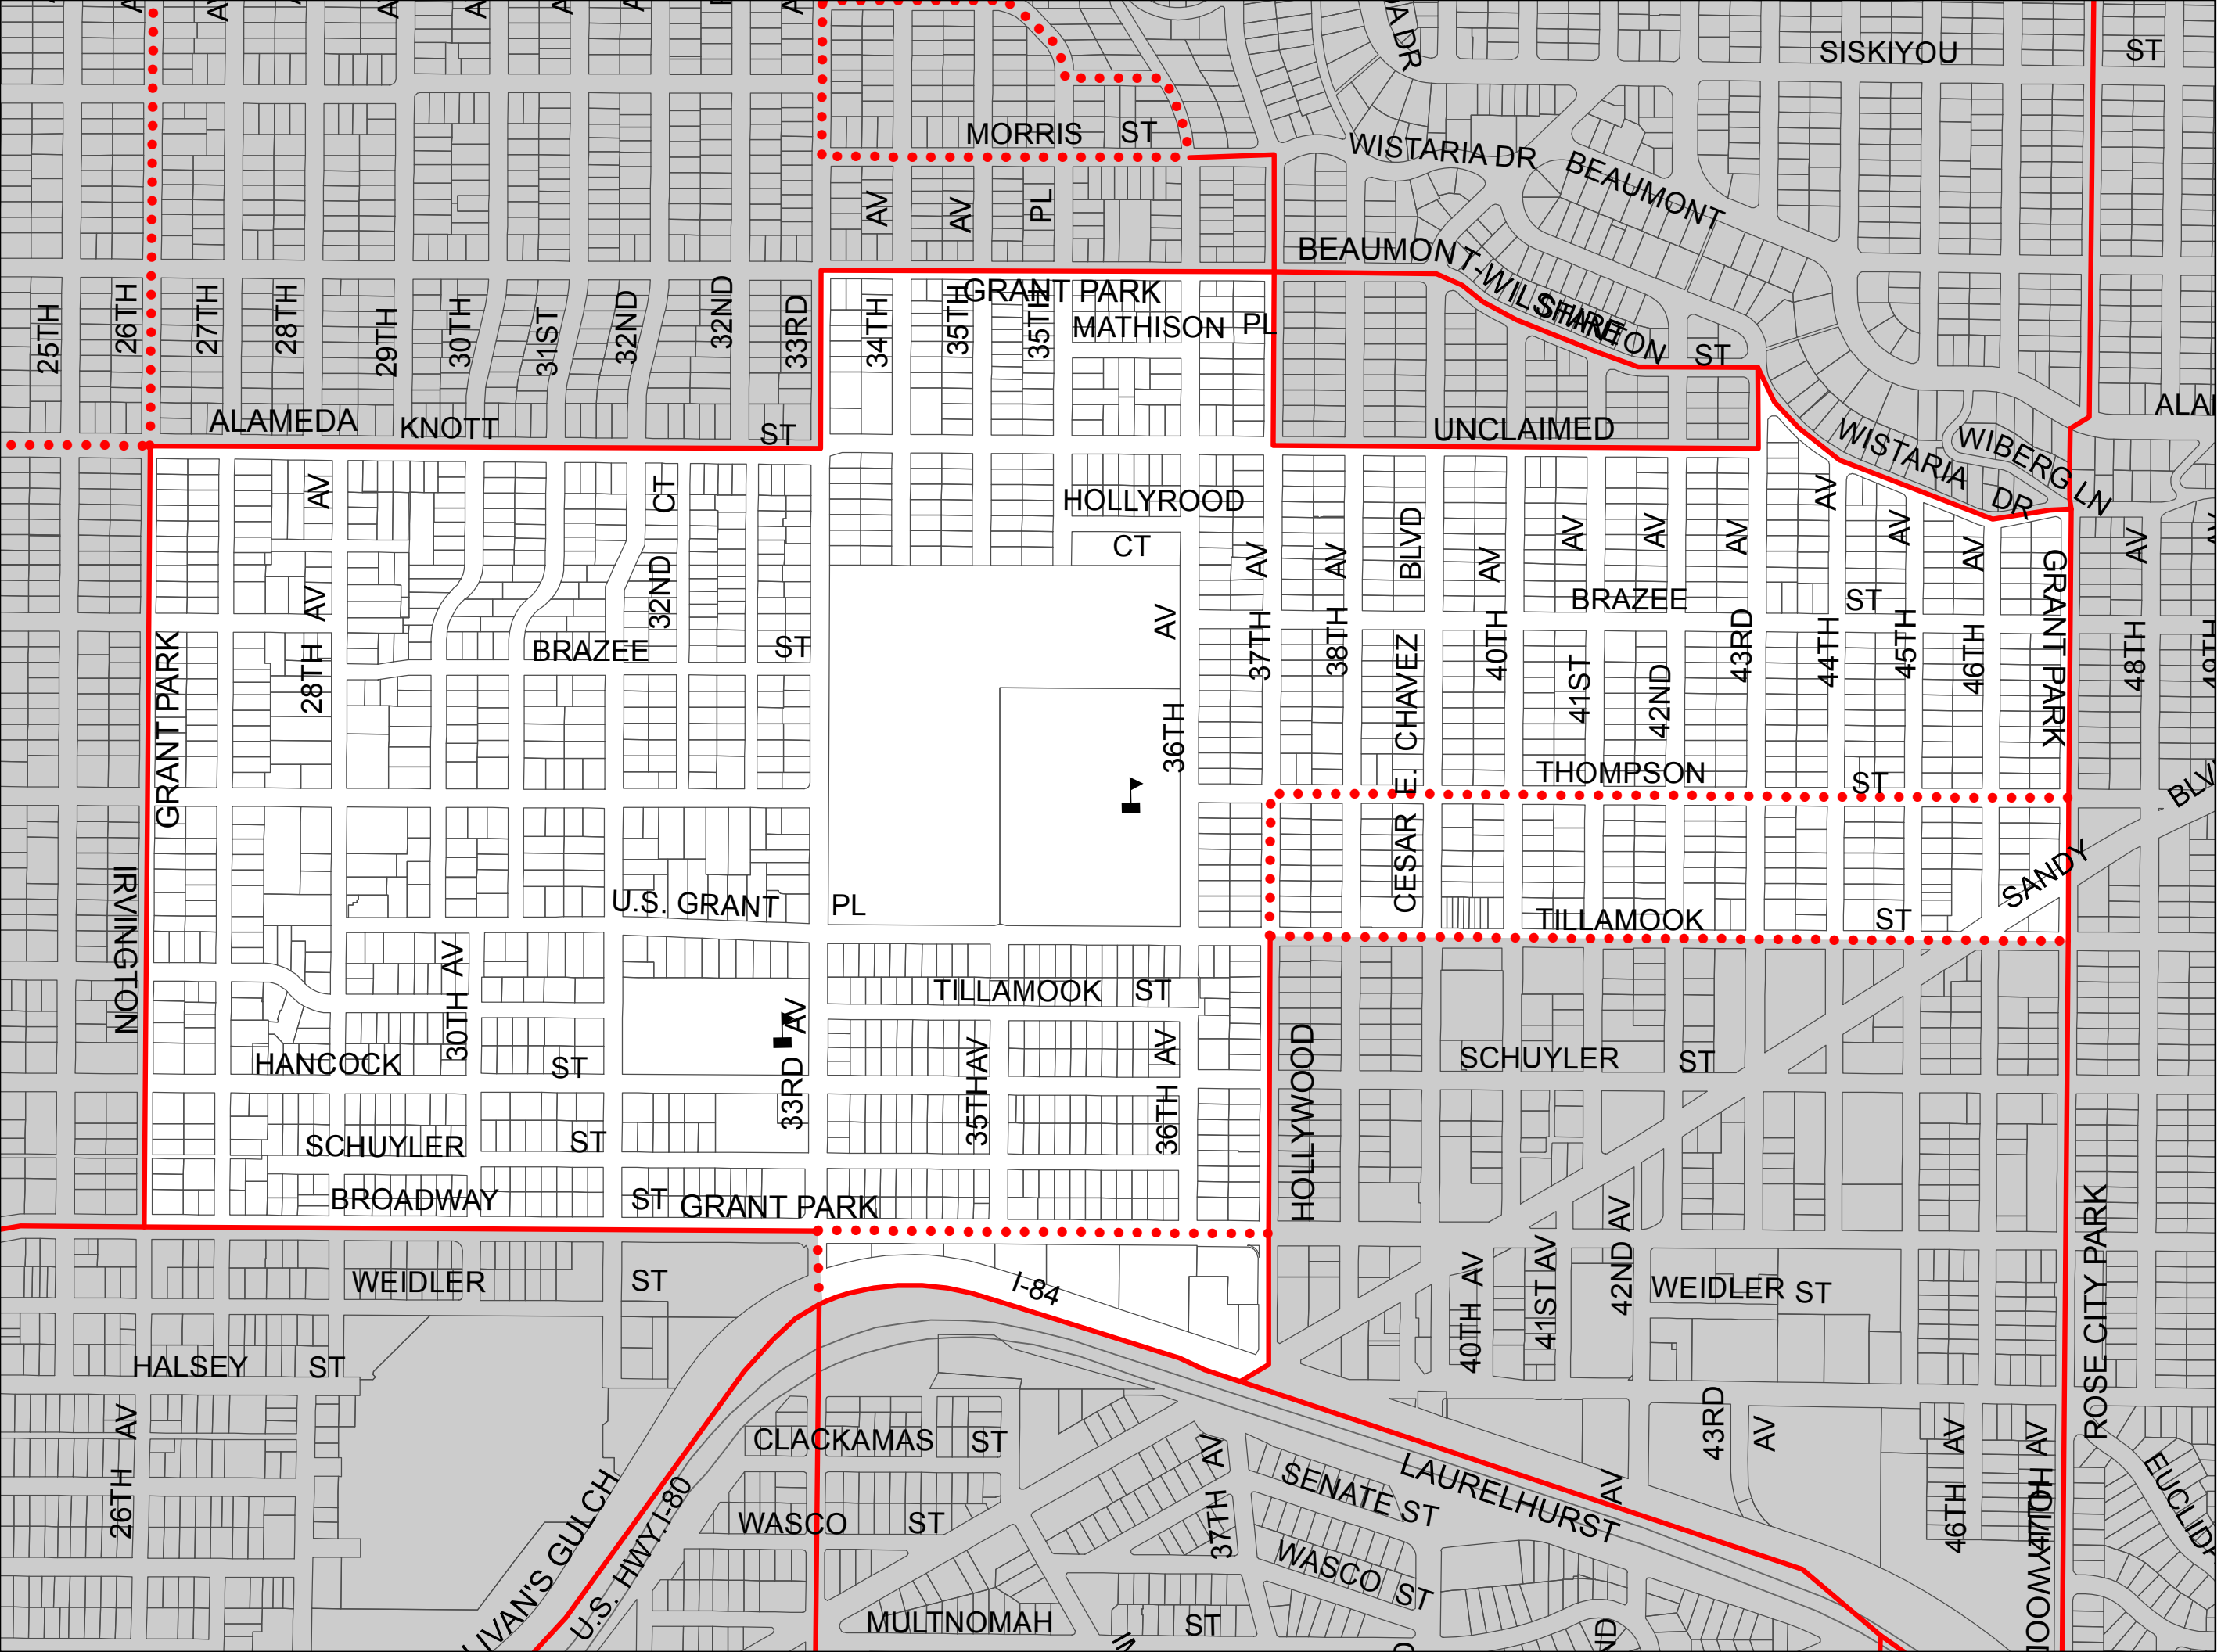 SISKIYOU
ST
MORRIS ST
WISTARIA DR
BEAUMONT
AV
AV
PL
BEAUMONT-WILSHIRE
STANTON ST
GRANT PARK
MATHISON PL
25TH
26TH
27TH
28TH
29TH
30TH
31ST
32ND
32ND
33RD
34TH
35TH
35TH
ALAMEDA
KNOTT ST
UNCLAIMED
WISTARIA DR
WIBERG LN
AV
CT
HOLLYROOD
CT
AV
AV
BLVD
AV
AV
AV
AV
AV
AV
AV
AV
GRANT PARK
AV
32ND
BRAZEE ST
AV
BRAZEE ST
28TH
GRANT PARK
36TH
37TH
38TH
CESAR E. CHAVEZ
40TH
41ST
42ND
43RD
44TH
45TH
46TH
48TH
49TH
THOMPSON ST
SANDY
U.S. GRANT PL
TILLAMOOK ST
IRVINGTON
30TH AV
TILLAMOOK ST
33RD AV
35TH AV
36TH AV
HANCOCK ST
SCHUYLER ST
HOLLYWOOD
SCHUYLER ST
BROADWAY ST
GRANT PARK
ROSE CITY PARK
WEIDLER ST
I-84
40TH AV
41ST AV
42ND AV
WEIDLER ST
HALSEY ST
26TH AV
CLACKAMAS ST
37TH AV
SENATE ST
LAURELHURST
AV
43RD AV
46TH AV
47TH AV
WASCO ST
U.S. HWY.I-80
WASCO ST
MULTNOMAH ST